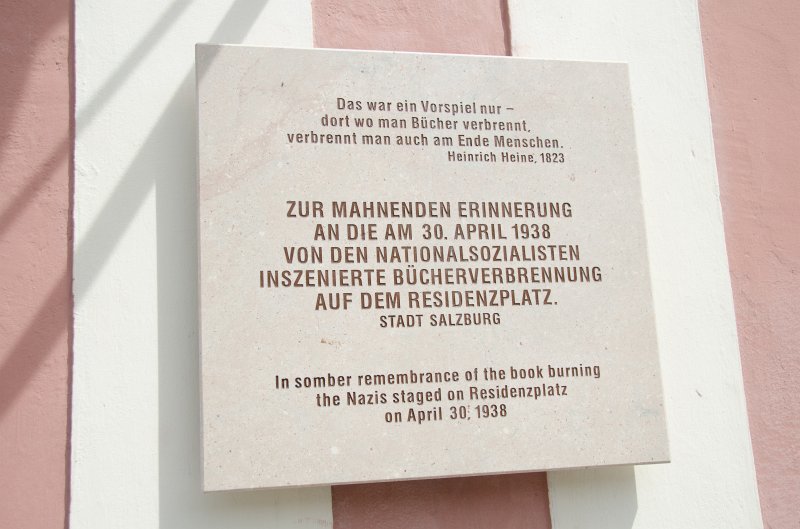 Das war ein Vorspiel nur –
dort wo man Bücher verbrennt,
verbrennt man auch am Ende Menschen.
Heinrich Heine, 1823
ZUR MAHNENDEN ERINNERUNG
AN DIE AM 30. APRIL 1938
VON DEN NATIONALSOZIALISTEN
INSZENIERTE BÜCHERVERBRENNUNG
AUF DEM RESIDENZPLATZ.
STADT SALZBURG
In somber remembrance of the book burning
the Nazis staged on Residenzplatz
on April 30, 1938